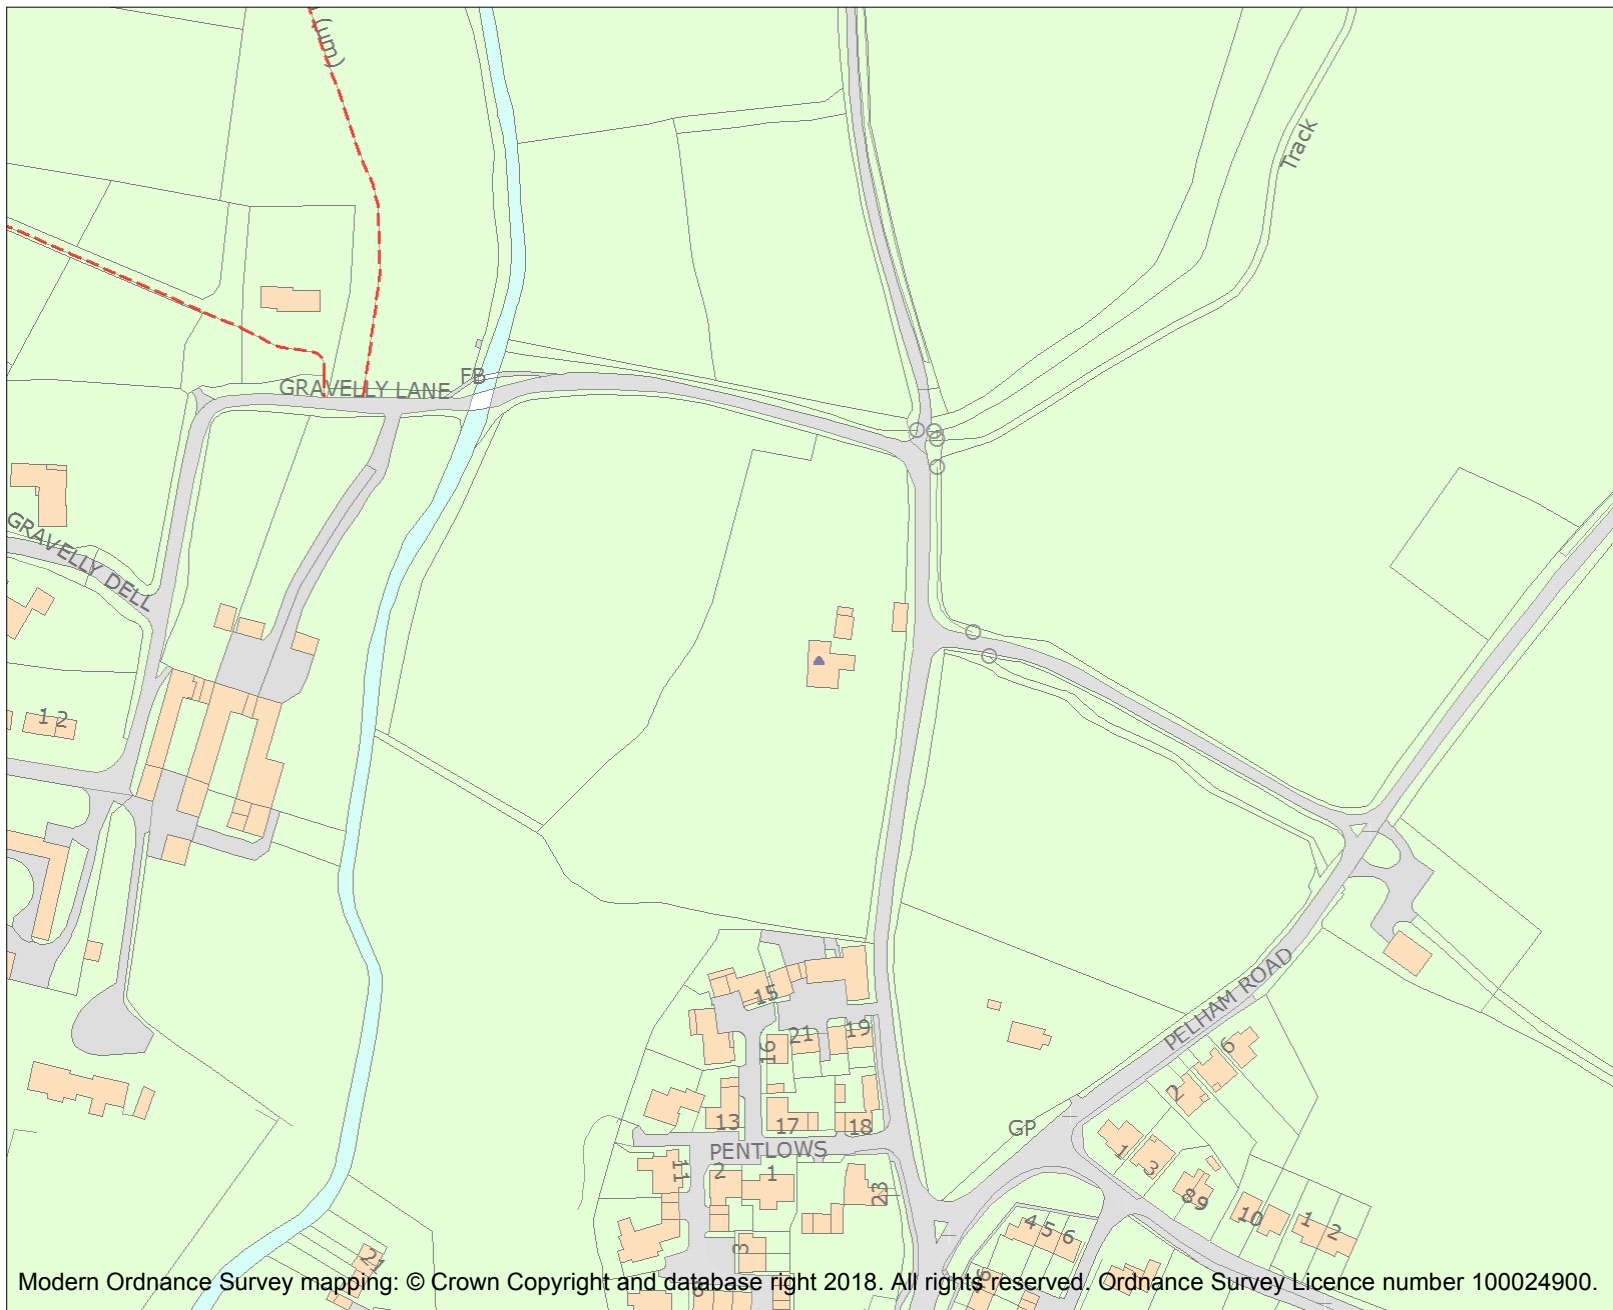 (um)
Track
FB
GRAVELLY LANE
GRAVELLY DELL
1 2
PELHAM ROAD
15
21
19
16
6
2
13
17
18
GP
PENTLOWS
1
3
11
2
1
23
8
9
10
1
2
4
5
6
3
21
Modern Ordnance Survey mapping: © Crown Copyright and database right 2018. All rights reserved. Ordnance Survey Licence number 100024900.